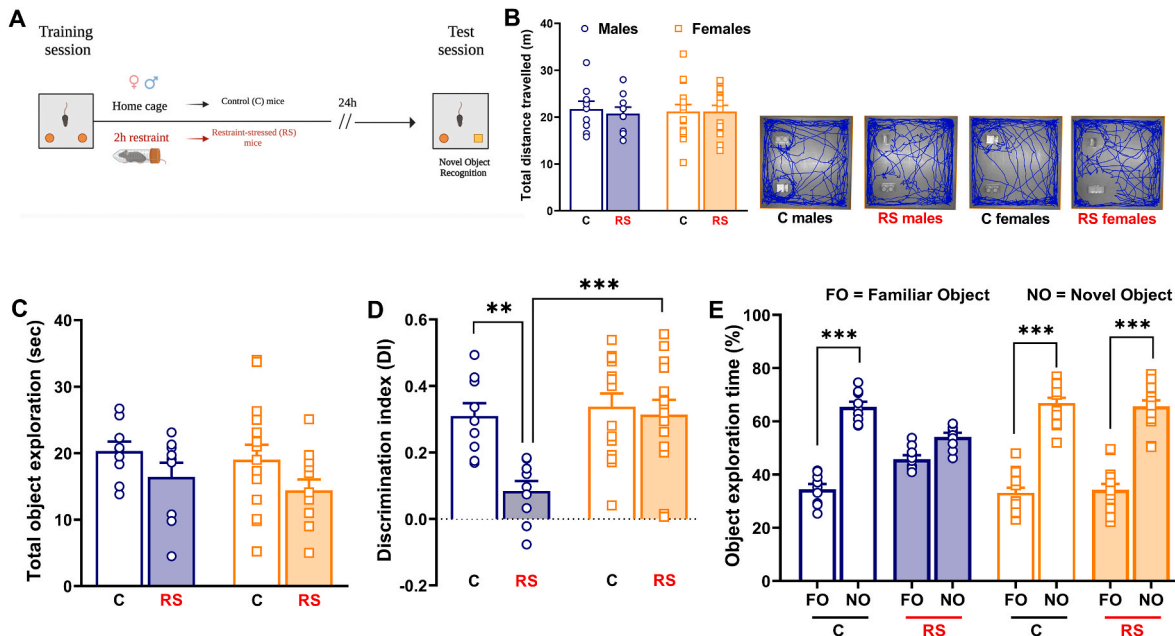 A
Training
session
Home cage
Control (C) mice
2h restraint
Restraint-stressed (RS)
mice
24h
Test
session
Novel Object
Recognition
B
Males
Females
Total distance travelled (m)
40
30
20
10
0
C
RS
C
RS
C males
RS males
C females
RS females
C
Total object exploration (sec)
40
30
20
10
0
C
RS
C
RS
D
Discrimination index (DI)
0.6
0.4
0.2
0.0
-0.2
**
***
C
RS
C
RS
E
FO = Familiar Object
NO = Novel Object
Object exploration time (%)
100
80
60
40
20
0
***
***
***
FO NO FO NO FO NO FO NO
C
RS
C
RS